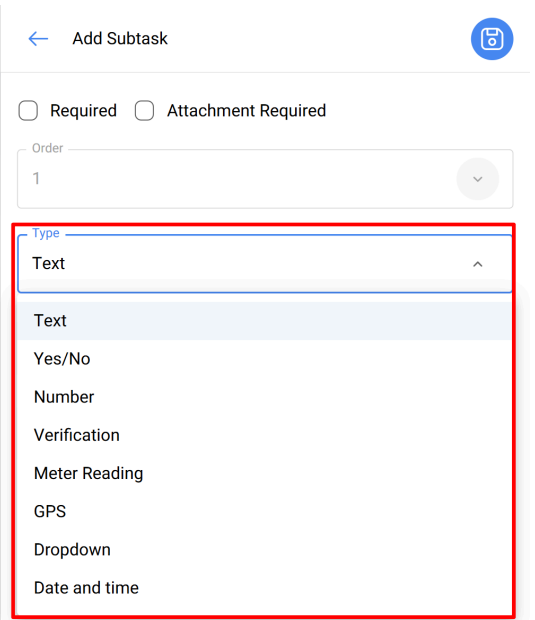 Add Subtask
Required Attachment Required
Order
1
Type
Text
Text
Yes/No
Number
Verification
Meter Reading
GPS
Dropdown
Date and time